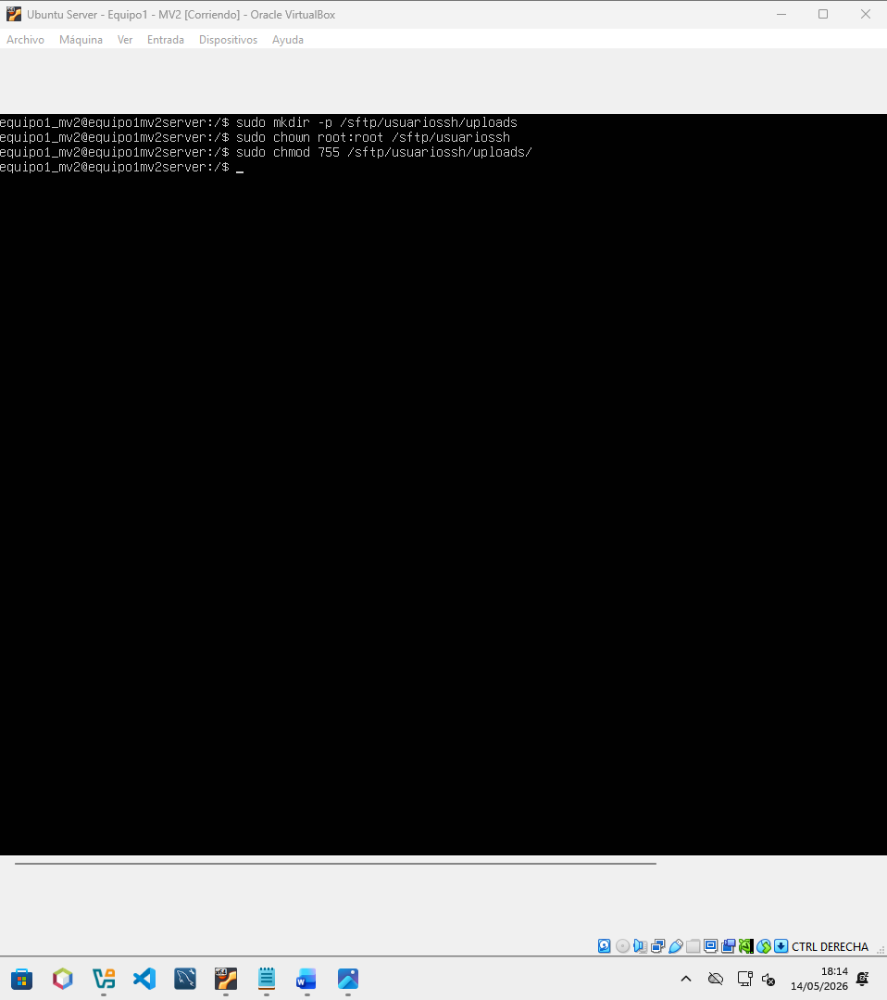 Ubuntu Server - Equipo1 - MV2 [Corriendo] - Oracle VirtualBox
Archivo Máquina Ver Entrada Dispositivos Ayuda
equipo1_mv2@equipo1mv2server:/$ sudo mkdir -p /sftp/usuariossh/uploads
equipo1_mv2@equipo1mv2server:/$ sudo chown root:root /sftp/usuariossh
equipo1_mv2@equipo1mv2server:/$ sudo chmod 755 /sftp/usuariossh/uploads/
equipo1_mv2@equipo1mv2server:/$ _
CTRL DERECHA
18:14
14/05/2026